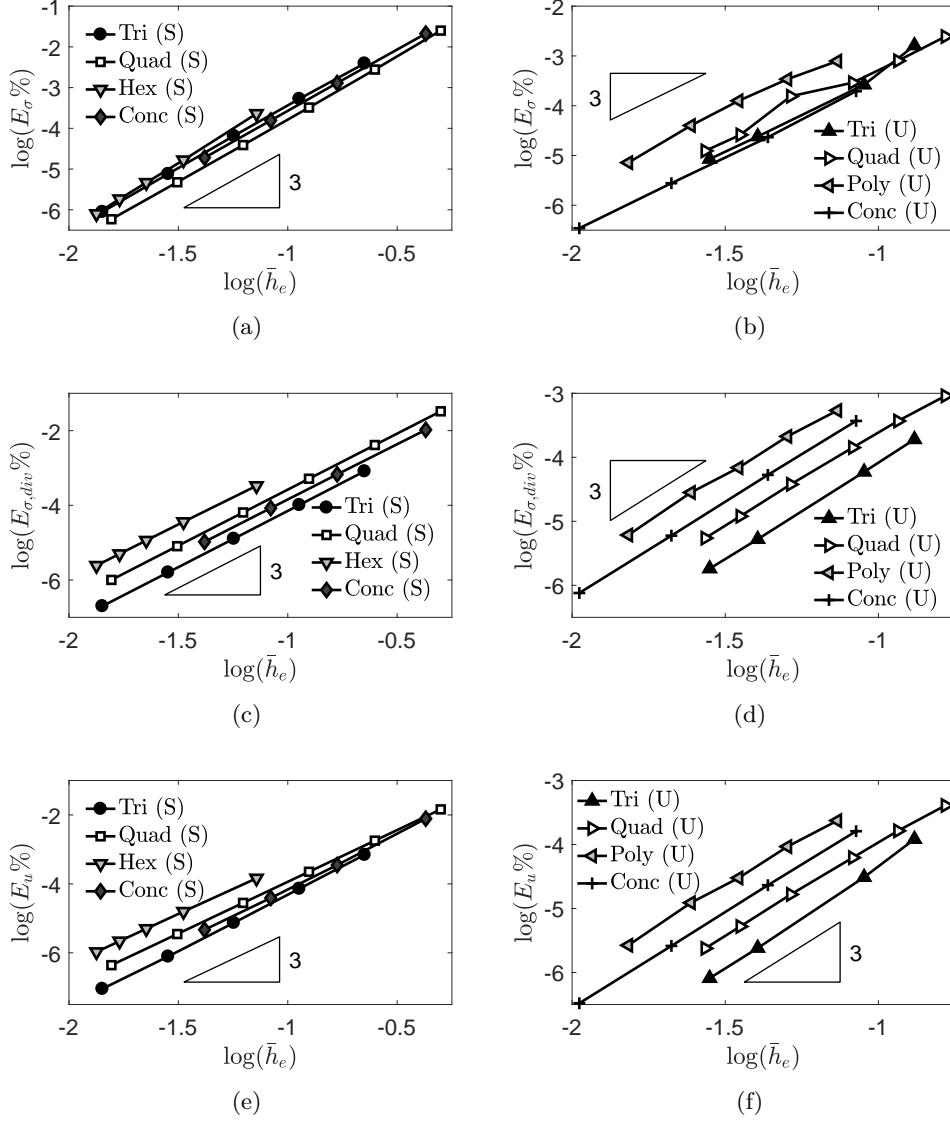 -1
-2
-3
-4
-5
-6
log(E_σ%)
Tri (S)
Quad (S)
Hex (S)
Conc (S)
3
-2 -1.5 -1 -0.5
log(h̄_e)
(a)
-2
-3
-4
-5
-6
log(E_σ%)
3
Tri (U)
Quad (U)
Poly (U)
Conc (U)
-2 -1.5 -1
log(h̄_e)
(b)
-2
-4
-6
log(E_σ,div%)
Tri (S)
Quad (S)
Hex (S)
Conc (S)
3
-2 -1.5 -1 -0.5
log(h̄_e)
(c)
-3
-4
-5
-6
log(E_σ,div%)
3
Tri (U)
Quad (U)
Poly (U)
Conc (U)
-2 -1.5 -1
log(h̄_e)
(d)
-2
-4
-6
log(E_u%)
Tri (S)
Quad (S)
Hex (S)
Conc (S)
3
-2 -1.5 -1 -0.5
log(h̄_e)
(e)
-3
-4
-5
-6
log(E_u%)
Tri (U)
Quad (U)
Poly (U)
Conc (U)
3
-2 -1.5 -1
log(h̄_e)
(f)